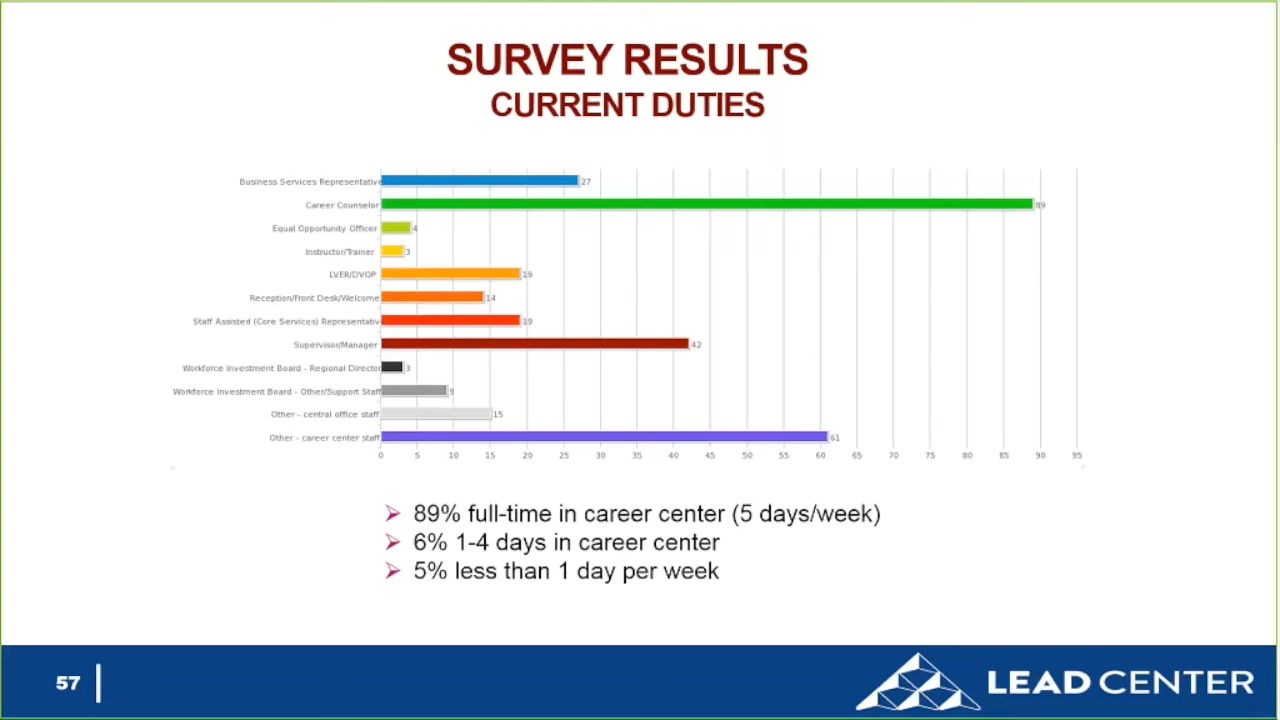 SURVEY RESULTS
CURRENT DUTIES
Business Services Representative 27
Career Counselor 89
Equal Opportunity Officer 4
Instructor/Trainer 3
LVER/DVOP 19
Reception/Front Desk/Welcome 14
Staff Assisted (Core Services) Representativ 19
Supervisor/Manager 42
Workforce Investment Board - Regional Director 3
Workforce Investment Board - Other/Support Staff 9
Other - central office staff 15
Other - career center staff 61
0 5 10 15 20 25 30 35 40 45 50 55 60 65 70 75 80 85 90 95
➢ 89% full-time in career center (5 days/week)
➢ 6% 1-4 days in career center
➢ 5% less than 1 day per week
57
LEAD CENTER